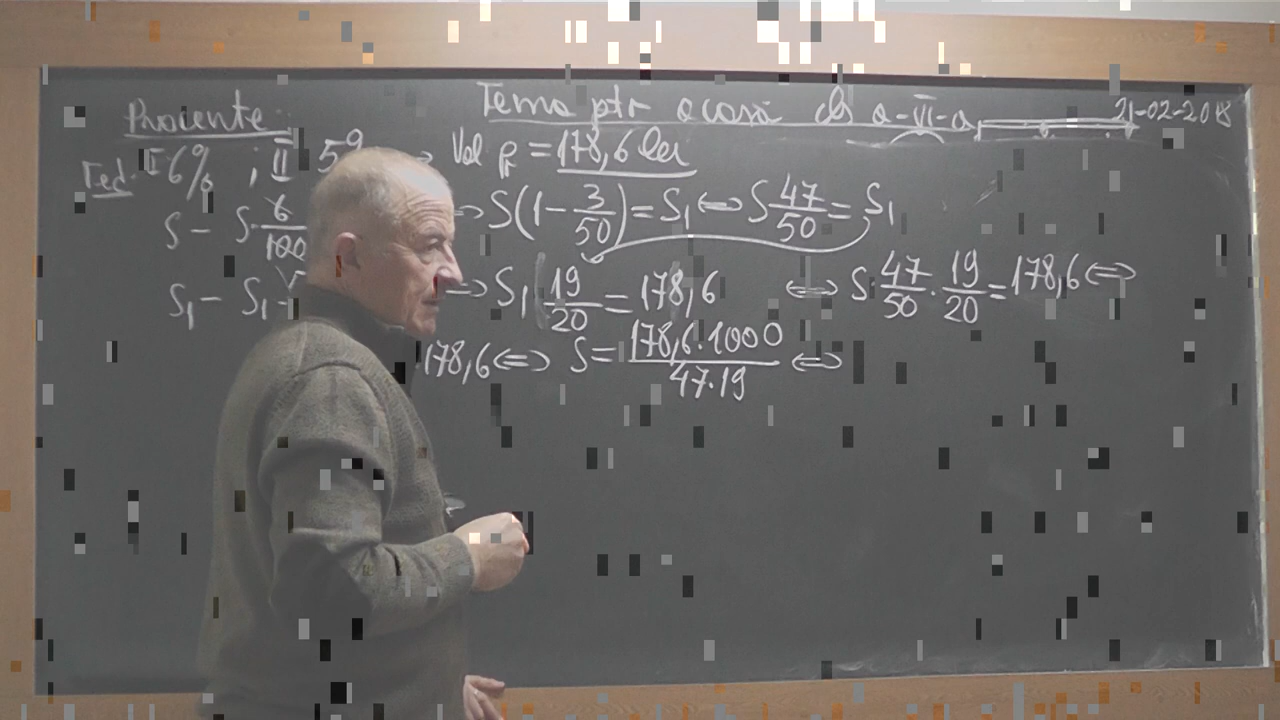 Procente Tema ptr acasă cls a-VI-a 21-02-2018
Red. I 6% ; II 5% Val pr = 178,6 lei
S - S·6/100 ⇒ S(1 - 3/50) = S₁ ⇔ S 47/50 = S₁
S₁ - S₁· ⇒ S₁ 19/20 = 178,6 ⇔ S·47/50·19/20 = 178,6 ⇔
178,6 ⇔ S = 178,6·1000/47·19 ⇔